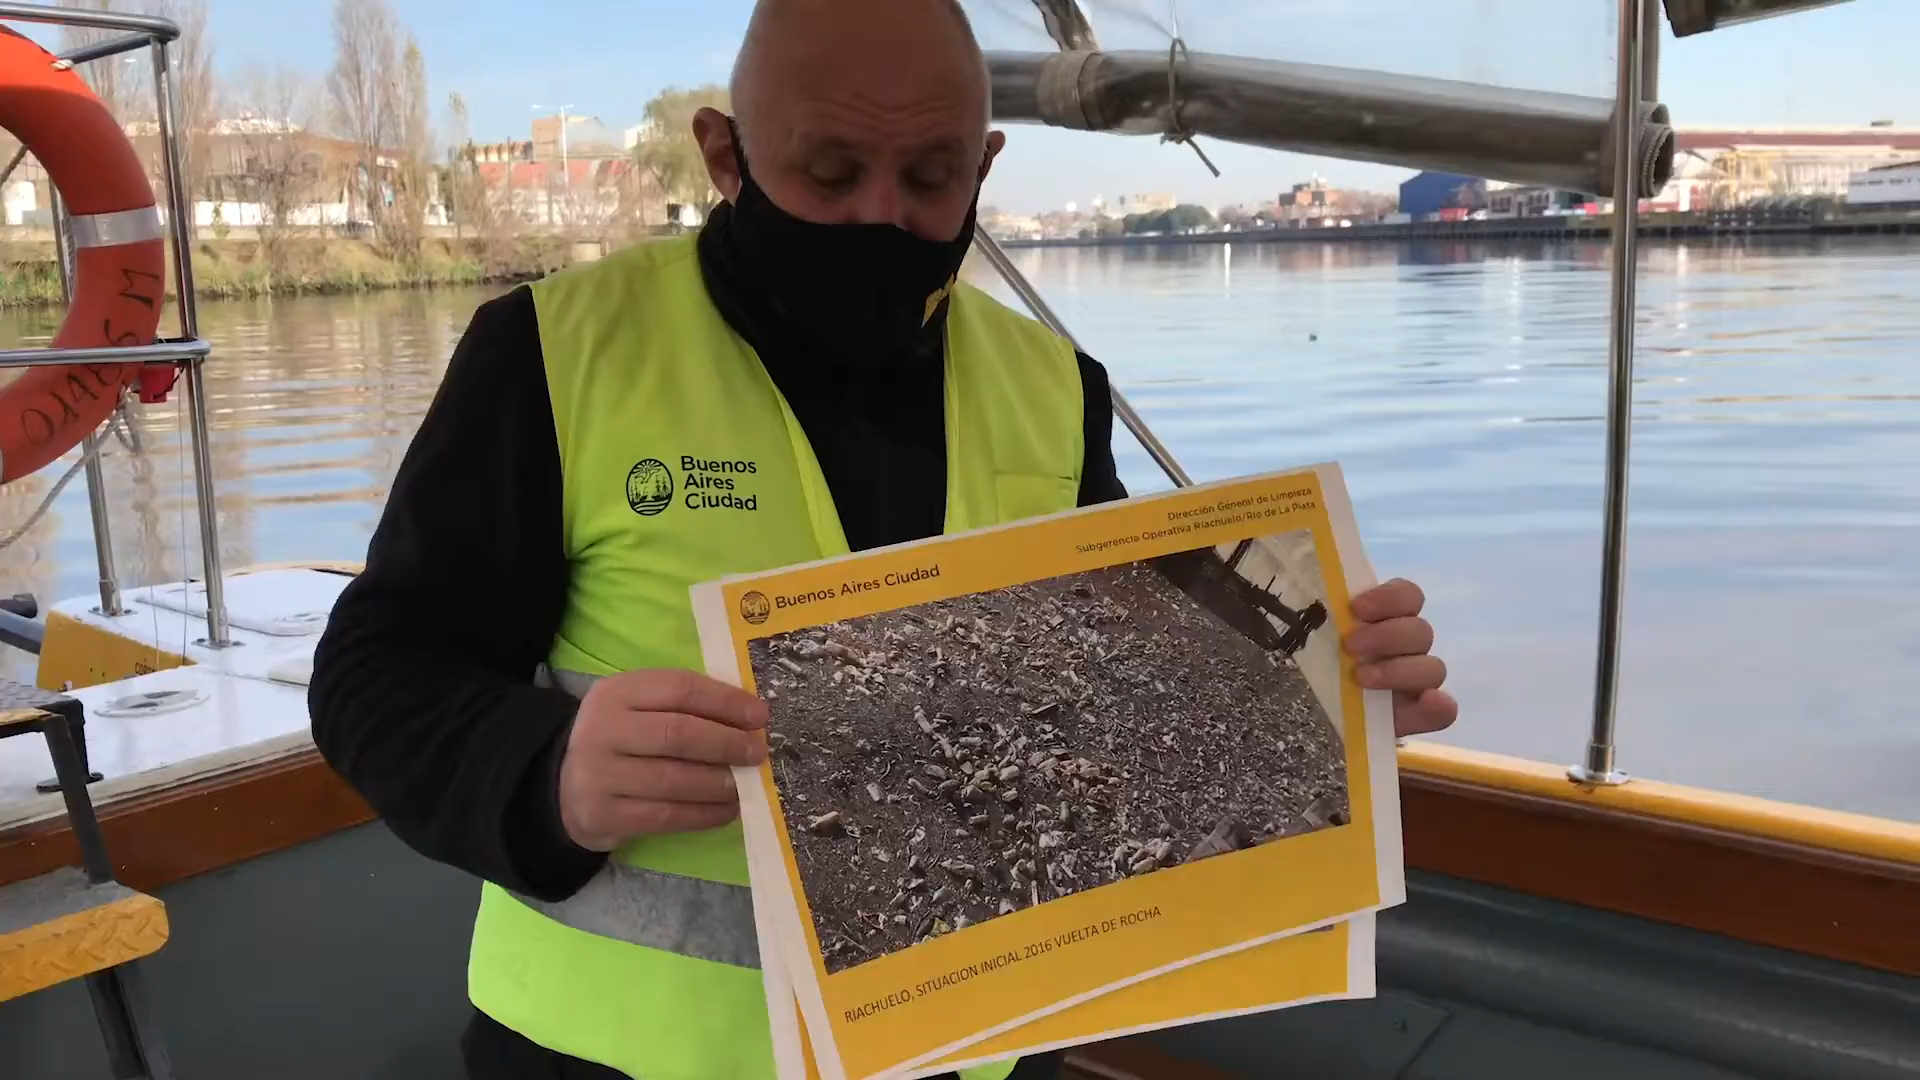 Buenos
Aires
Ciudad
Dirección General de Limpieza
Subgerencia Operativa Riachuelo/Rio de La Plata
Buenos Aires Ciudad
RIACHUELO, SITUACION INICIAL 2016 VUELTA DE ROCHA